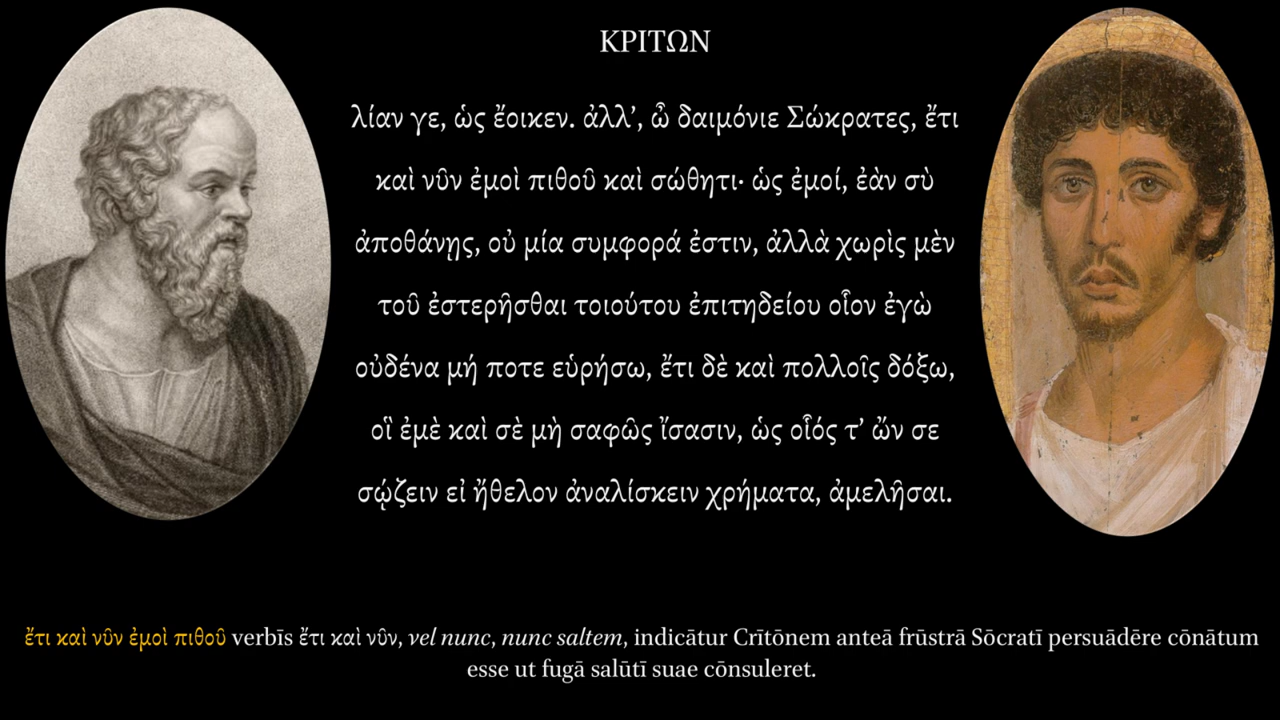 ΚΡΙΤΩΝ
λίαν γε, ὡς ἔοικεν. ἀλλ’, ὦ δαιμόνιε Σώκρατες, ἔτι
καὶ νῦν ἐμοὶ πιθοῦ καὶ σώθητι· ὡς ἐμοί, ἐὰν σὺ
ἀποθάνῃς, οὐ μία συμφορά ἐστιν, ἀλλὰ χωρὶς μὲν
τοῦ ἐστερῆσθαι τοιούτου ἐπιτηδείου οἷον ἐγὼ
οὐδένα μή ποτε εὑρήσω, ἔτι δὲ καὶ πολλοῖς δόξω,
οἳ ἐμὲ καὶ σὲ μὴ σαφῶς ἴσασιν, ὡς οἷός τ’ ὤν σε
σῴζειν εἰ ἤθελον ἀναλίσκειν χρήματα, ἀμελῆσαι.
ἔτι καὶ νῦν ἐμοὶ πιθοῦ verbīs ἔτι καὶ νῦν, vel nunc, nunc saltem, indicātur Crītōnem anteā frūstrā Sōcratī persuādēre cōnātum
esse ut fugā salūtī suae cōnsuleret.